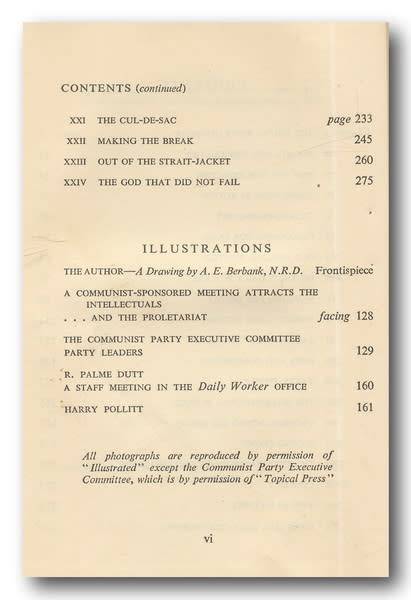 CONTENTS (continued)
XXI THE CUL-DE-SAC page 233
XXII MAKING THE BREAK 245
XXIII OUT OF THE STRAIT-JACKET 260
XXIV THE GOD THAT DID NOT FAIL 275
ILLUSTRATIONS
THE AUTHOR—A Drawing by A. E. Berbank, N.R.D. Frontispiece
A COMMUNIST-SPONSORED MEETING ATTRACTS THE
INTELLECTUALS
. . . AND THE PROLETARIAT facing 128
THE COMMUNIST PARTY EXECUTIVE COMMITTEE
PARTY LEADERS 129
R. PALME DUTT
A STAFF MEETING IN THE Daily Worker OFFICE 160
HARRY POLLITT 161
All photographs are reproduced by permission of
"Illustrated" except the Communist Party Executive
Committee, which is by permission of "Topical Press"
vi